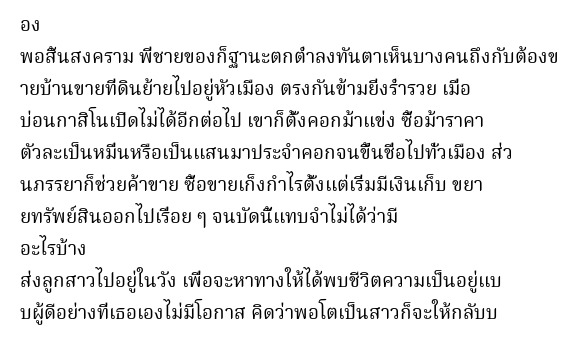 อง
พอสิ้นสงคราม พี่ชายของก็ฐานะตกต่ำลงทันตาเห็นบางคนถึงกับต้องข
ายบ้านขายที่ดินย้ายไปอยู่หัวเมือง ตรงกันข้ามยิ่งร่ำรวย เมื่อ
บ่อนกาสิโนเปิดไม่ได้อีกต่อไป เขาก็ตั้งคอกม้าแข่ง ซื้อม้าราคา
ตัวละเป็นหมื่นหรือเป็นแสนมาประจำคอกจนขึ้นชื่อไปทั่วเมือง ส่ว
นภรรยาก็ช่วยค้าขาย ซื้อขายเก็งกำไรตั้งแต่เริ่มมีเงินเก็บ ขยา
ยทรัพย์สินออกไปเรื่อย ๆ จนบัดนี้แทบจำไม่ได้ว่ามี
อะไรบ้าง
ส่งลูกสาวไปอยู่ในวัง เพื่อจะหาทางให้ได้พบชีวิตความเป็นอยู่แบ
บผู้ดีอย่างที่เธอเองไม่มีโอกาส คิดว่าพอโตเป็นสาวก็จะให้กลับบ